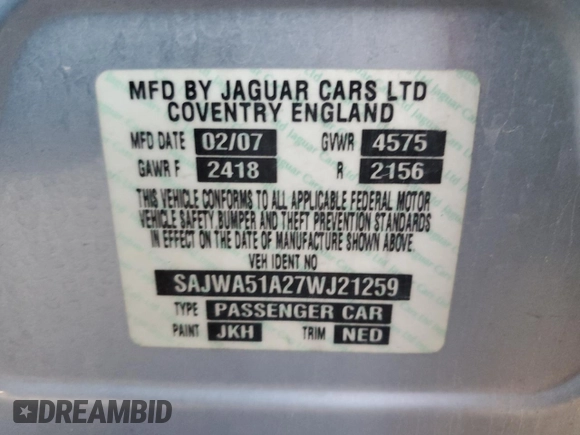 MFD BY JAGUAR CARS LTD
COVENTRY ENGLAND
MFD DATE 02/07 GVWR 4575
GAWR F 2418 R 2156
THIS VEHICLE CONFORMS TO ALL APPLICABLE FEDERAL MOTOR
VEHICLE SAFETY, BUMPER AND THEFT PREVENTION STANDARDS
IN EFFECT ON THE DATE OF MANUFACTURE SHOWN ABOVE.
VEH IDENT NO
SAJWA51A27WJ21259
TYPE PASSENGER CAR
PAINT JKH TRIM NED
DREAMBID